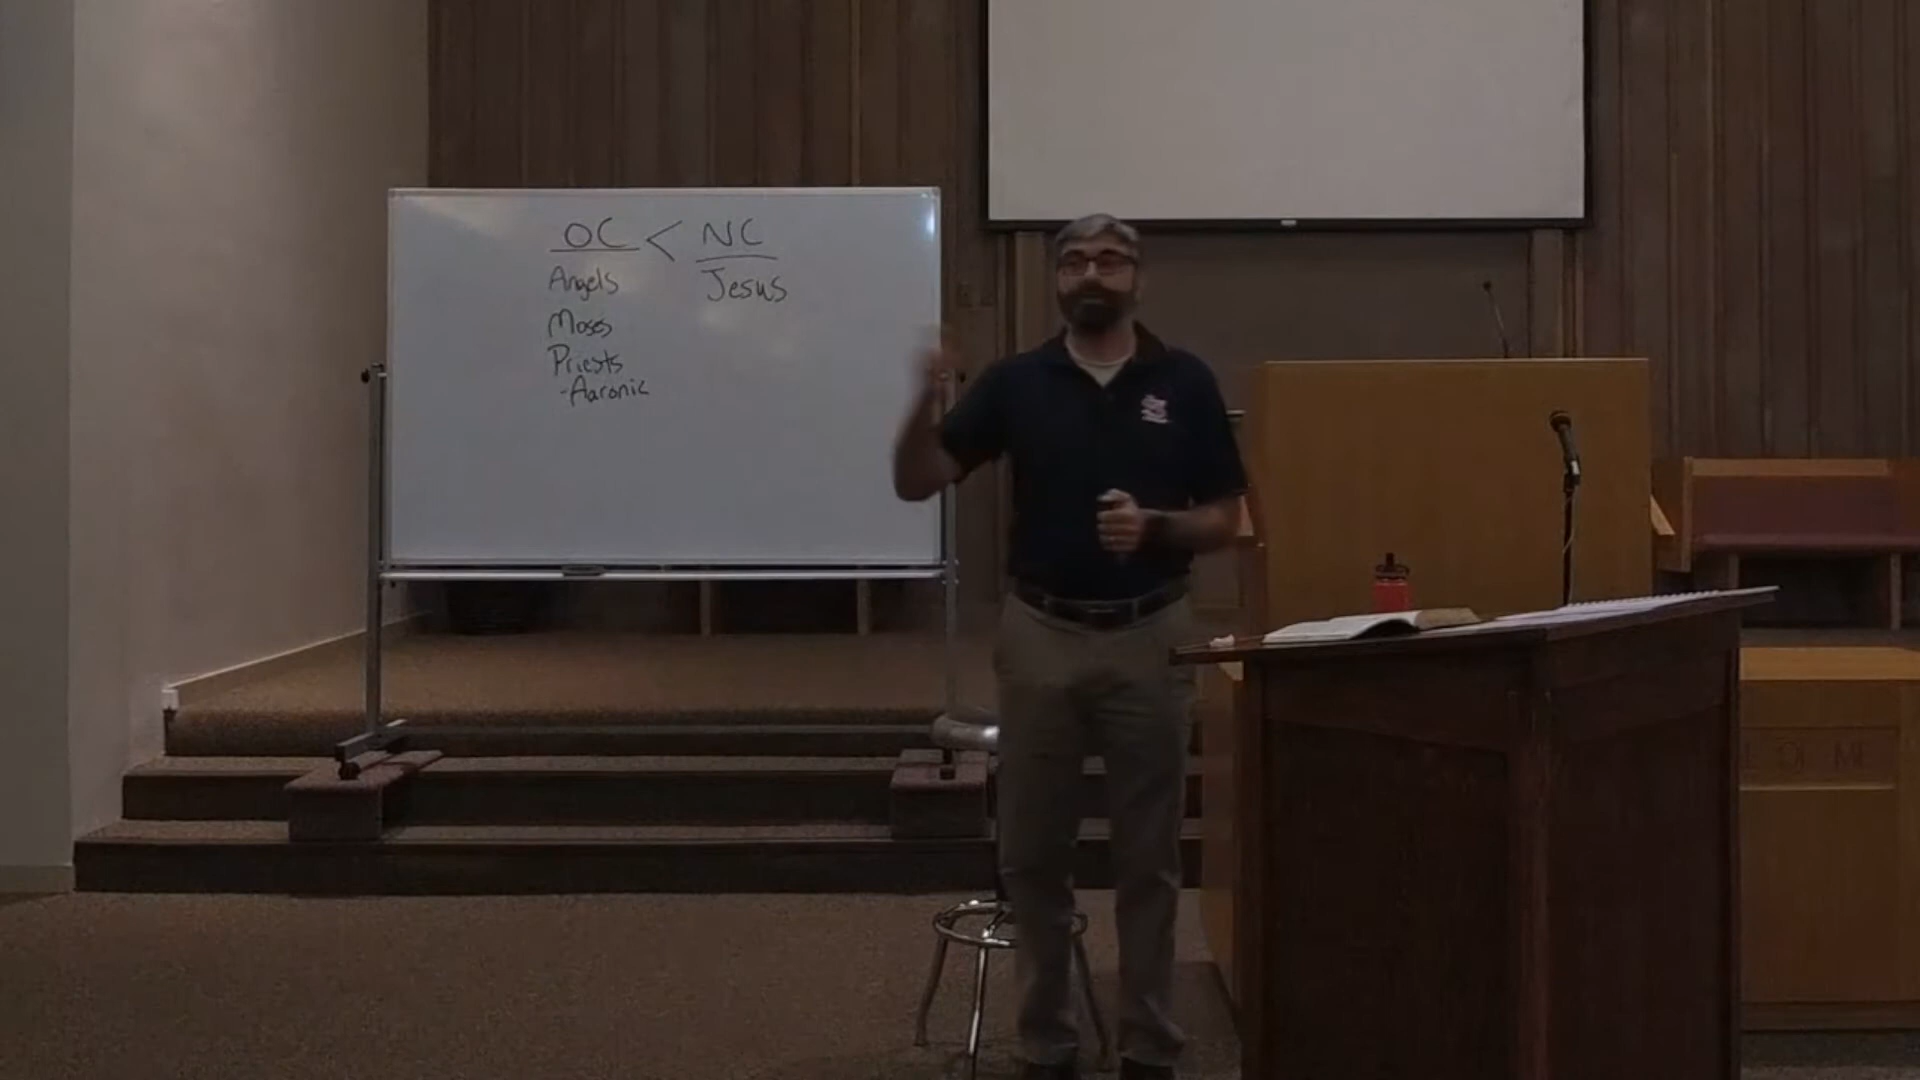 OC < NC
Angels Jesus
Moses
Priests
-Aaronic